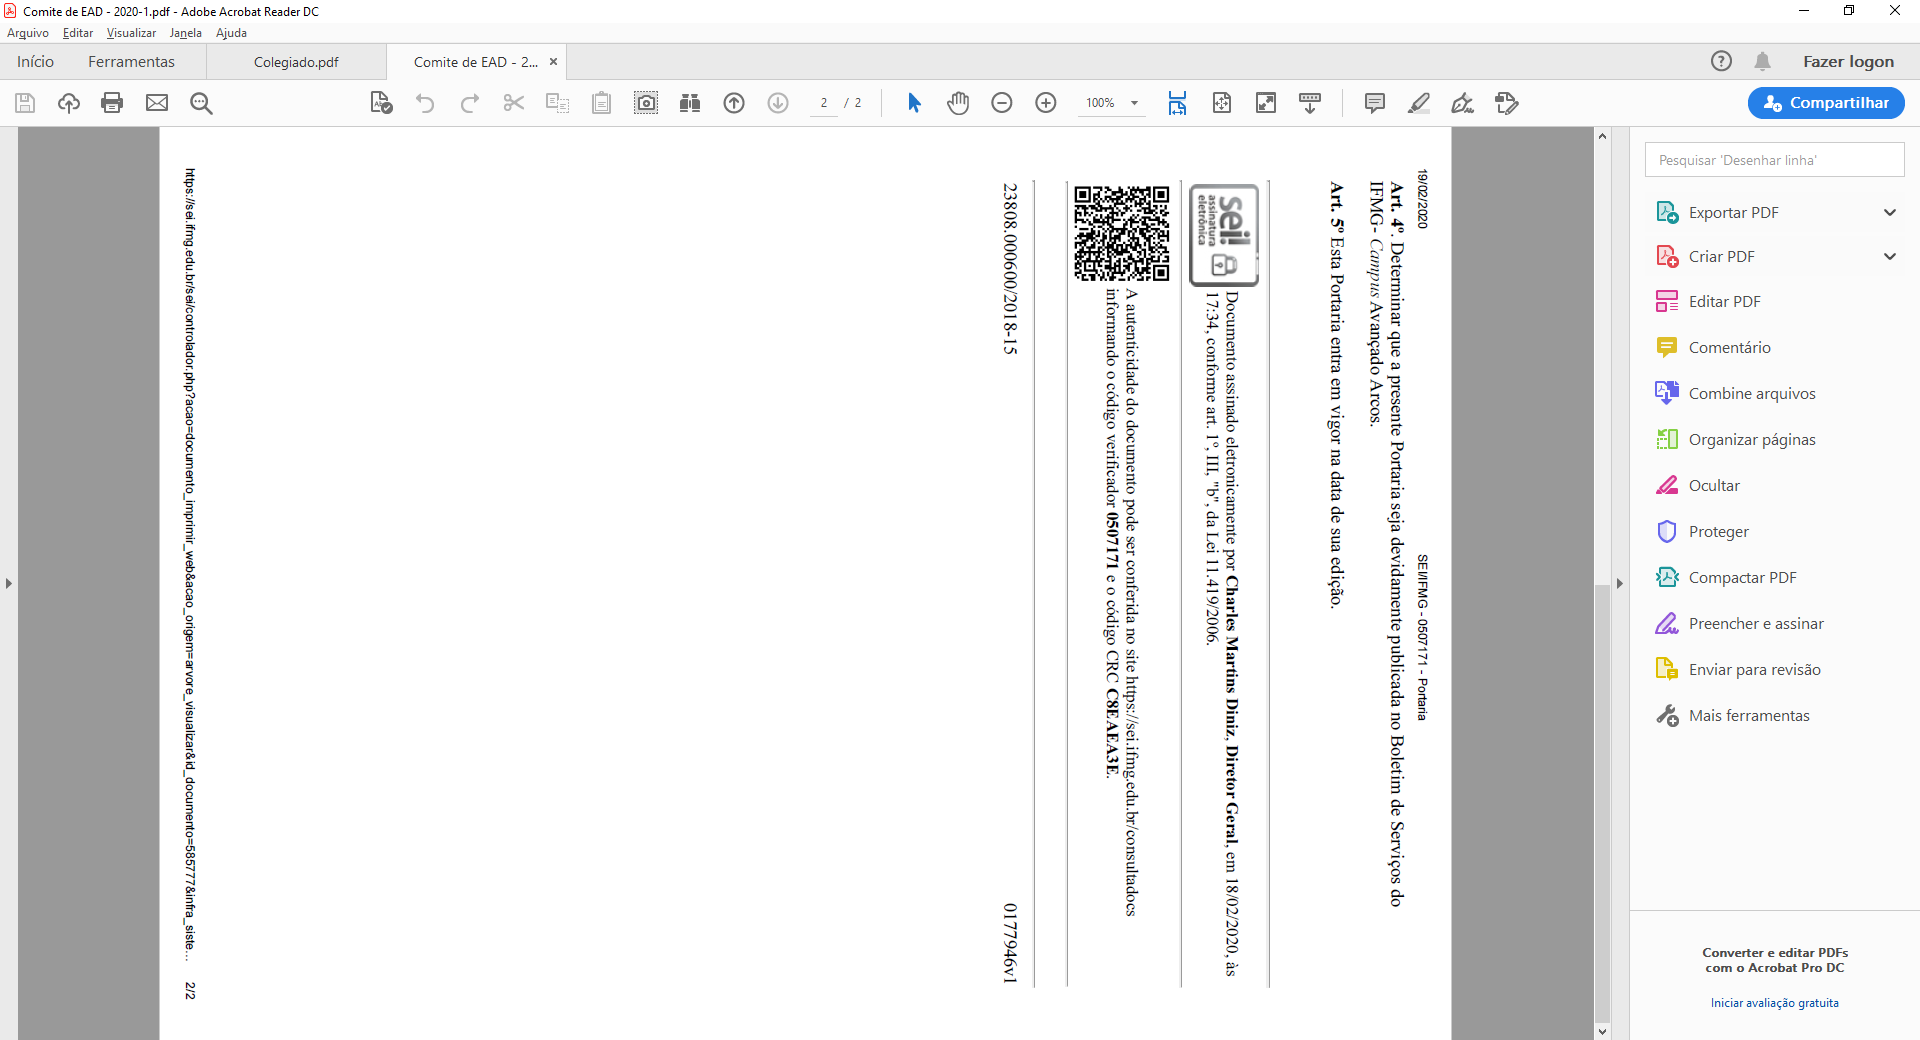 Comite de EAD - 2020-1.pdf - Adobe Acrobat Reader DC
Arquivo Editar Visualizar Janela Ajuda
Início Ferramentas Colegiado.pdf Comite de EAD - 2... × Fazer logon
2 / 2 100% Compartilhar
19/02/2020 SEI/IFMG - 0507171 - Portaria
Art. 4º. Determinar que a presente Portaria seja devidamente publicada no Boletim de Serviços do
IFMG- Campus Avançado Arcos.
Art. 5º Esta Portaria entra em vigor na data de sua edição.
sei!
assinatura
eletrônica
Documento assinado eletronicamente por Charles Martins Diniz, Diretor Geral, em 18/02/2020, às
17:34, conforme art. 1º, III, "b", da Lei 11.419/2006.
A autenticidade do documento pode ser conferida no site https://sei.ifmg.edu.br/consultadocs
informando o código verificador 0507171 e o código CRC C8EAEA3E.
23808.000600/2018-15 0177946v1
https://sei.ifmg.edu.br/sei/controlador.php?acao=documento_imprimir_web&acao_origem=arvore_visualizar&id_documento=585777&infra_siste... 2/2
Pesquisar 'Desenhar linha'
Exportar PDF
Criar PDF
Editar PDF
Comentário
Combine arquivos
Organizar páginas
Ocultar
Proteger
Compactar PDF
Preencher e assinar
Enviar para revisão
Mais ferramentas
Converter e editar PDFs
com o Acrobat Pro DC
Iniciar avaliação gratuita